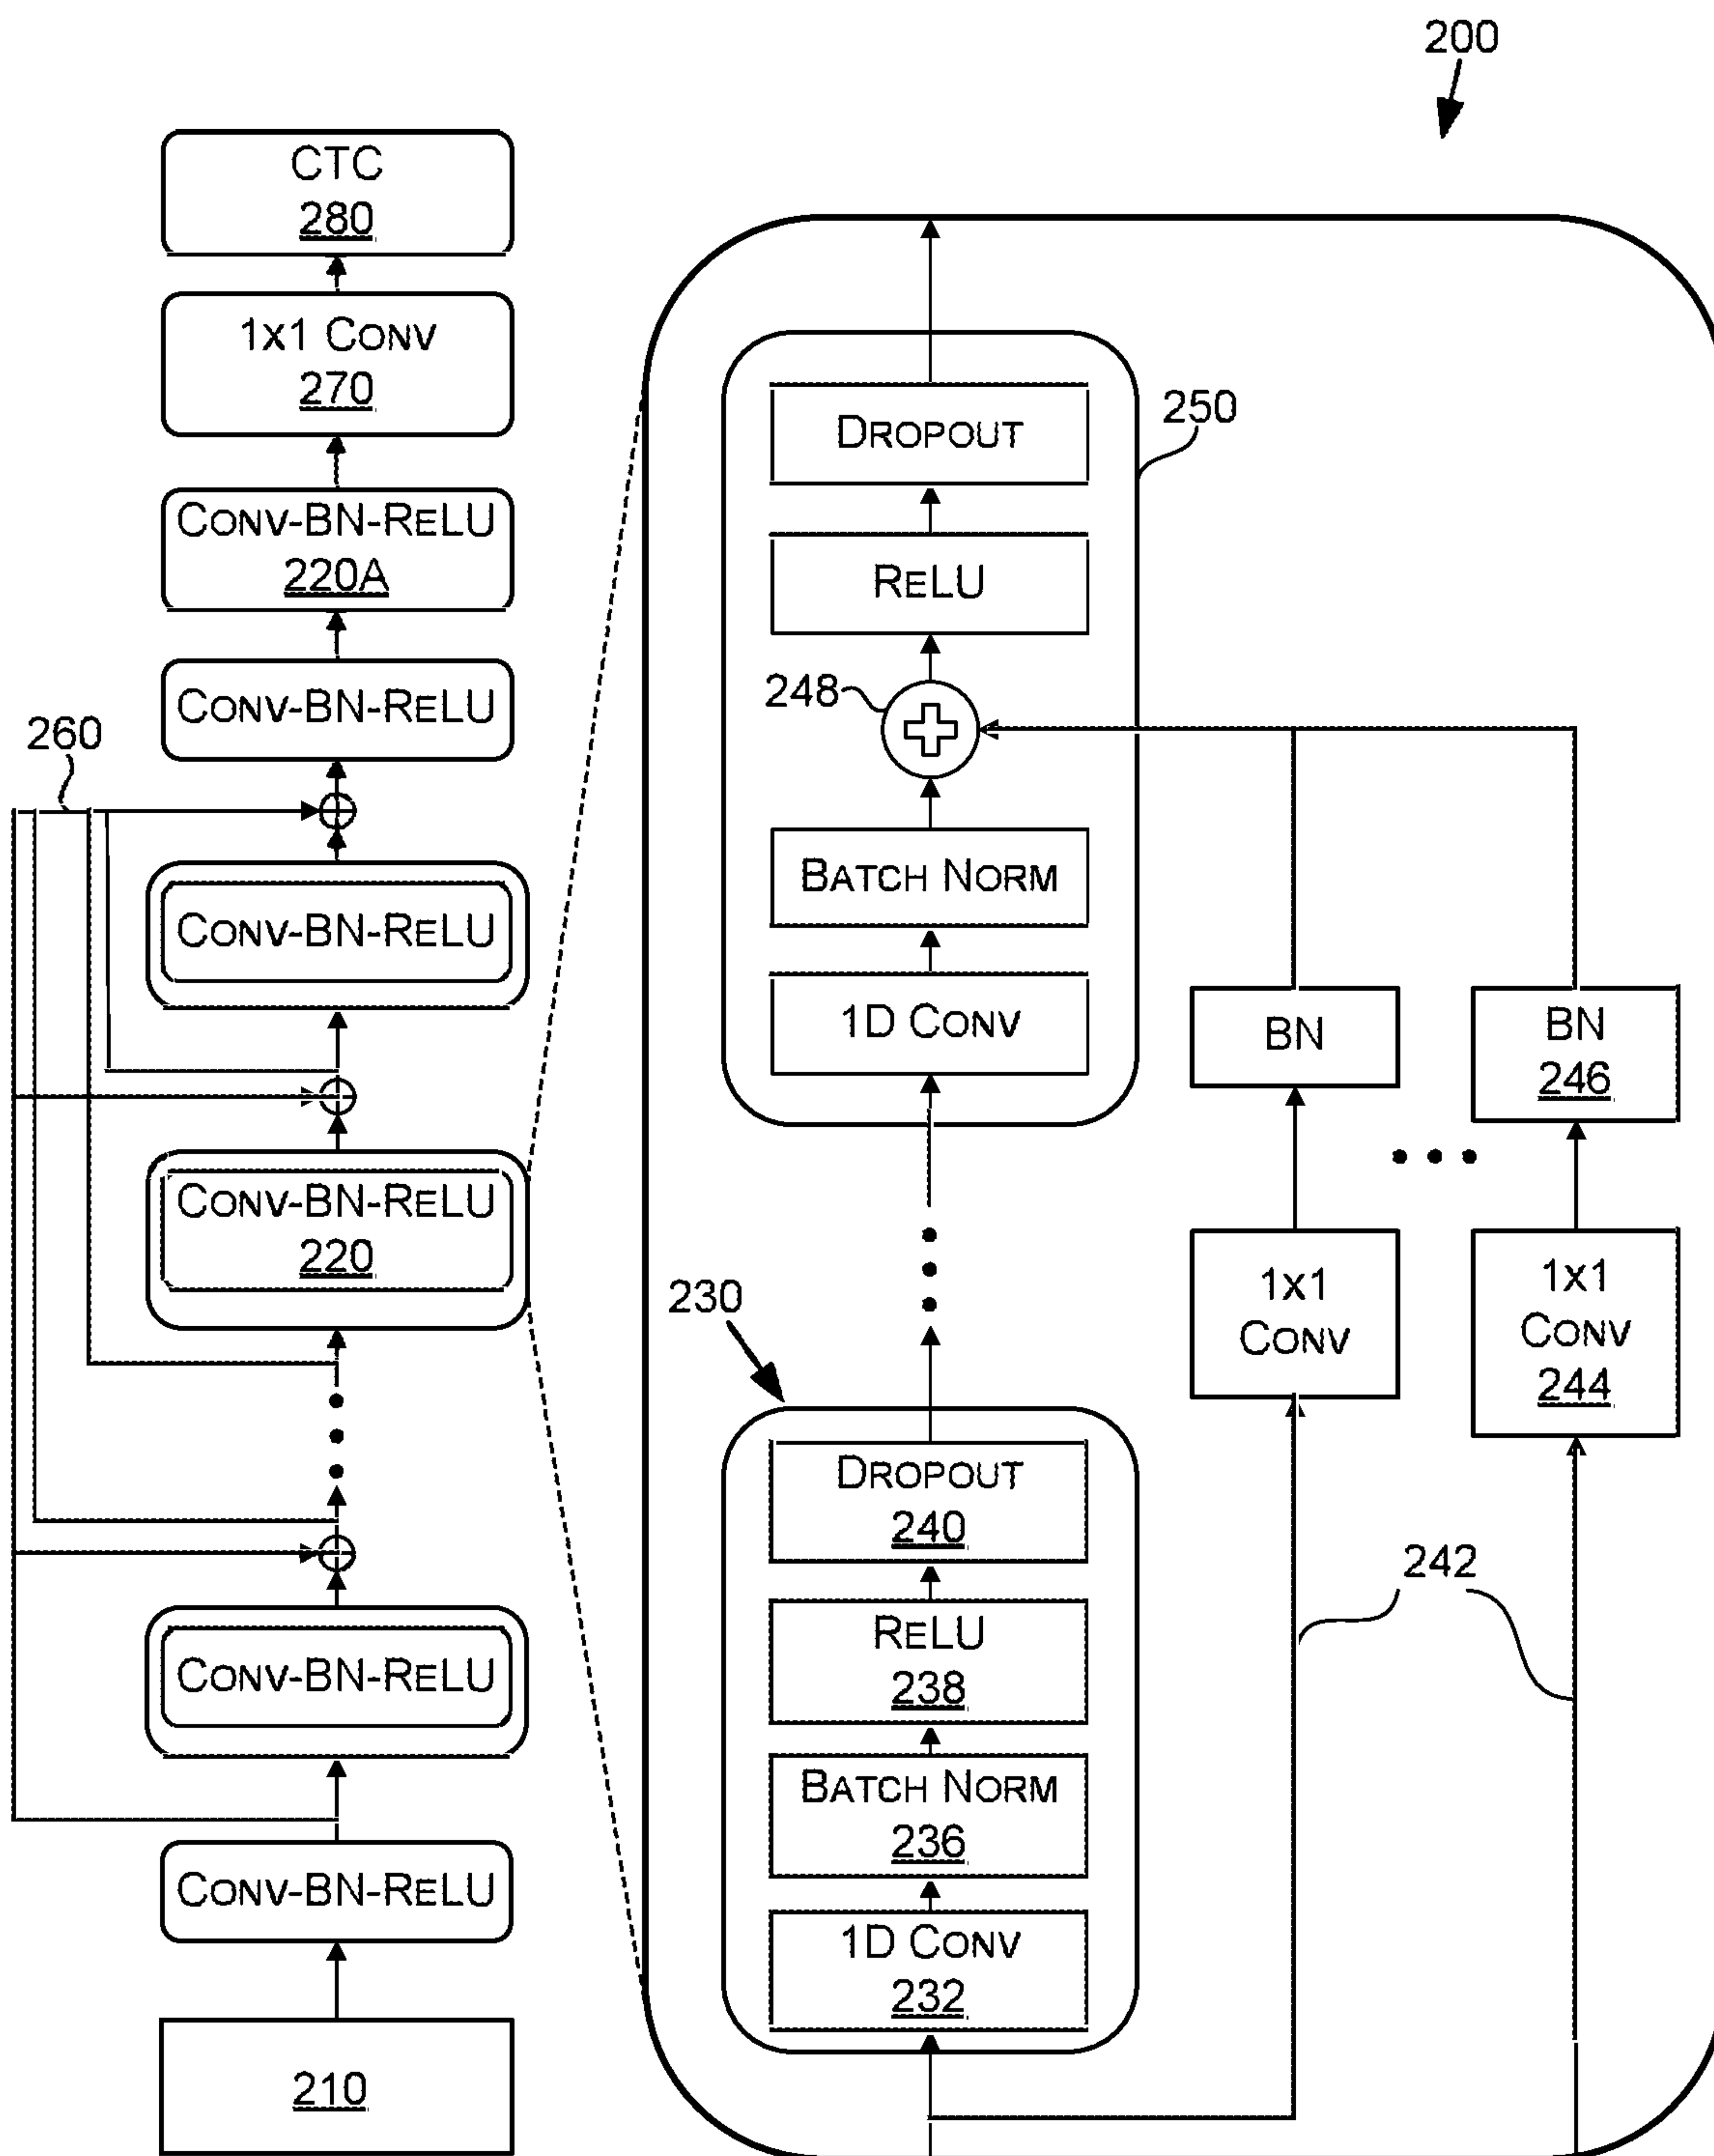 200
CTC
280
1x1 CONV
270
CONV-BN-RELU
220A
CONV-BN-RELU
260
CONV-BN-RELU
CONV-BN-RELU
220
CONV-BN-RELU
CONV-BN-RELU
210
250
DROPOUT
RELU
248
BATCH NORM
1D CONV
230
DROPOUT
240
RELU
238
BATCH NORM
236
1D CONV
232
BN
1x1
CONV
BN
246
1x1
CONV
244
242